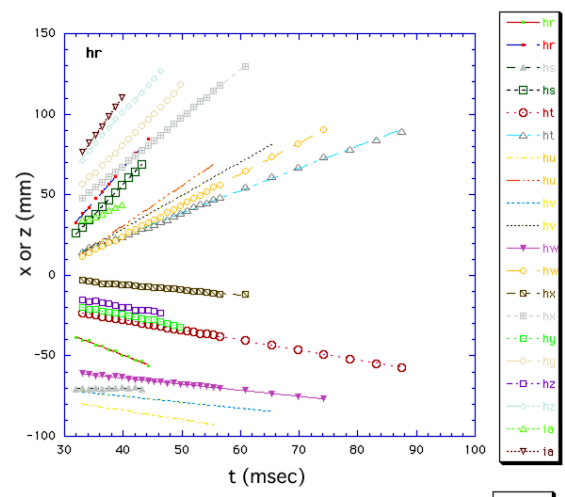 150
hr
100
50
0
-50
-100
x or z (mm)
30 40 50 60 70 80 90 100
t (msec)
hr
hr
hs
hs
ht
ht
hu
hu
hv
hv
hw
hw
hx
hx
hy
hy
hz
hz
ia
ia